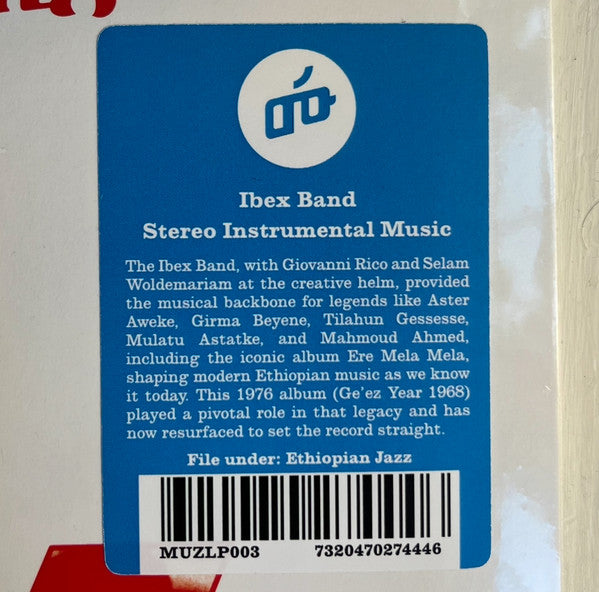 Ibex Band
Stereo Instrumental Music
The Ibex Band, with Giovanni Rico and Selam
Woldemariam at the creative helm, provided
the musical backbone for legends like Aster
Aweke, Girma Beyene, Tilahun Gessesse,
Mulatu Astatke, and Mahmoud Ahmed,
including the iconic album Ere Mela Mela,
shaping modern Ethiopian music as we know
it today. This 1976 album (Ge'ez Year 1968)
played a pivotal role in that legacy and has
now resurfaced to set the record straight.
File under: Ethiopian Jazz
MUZLP003 7320470274446